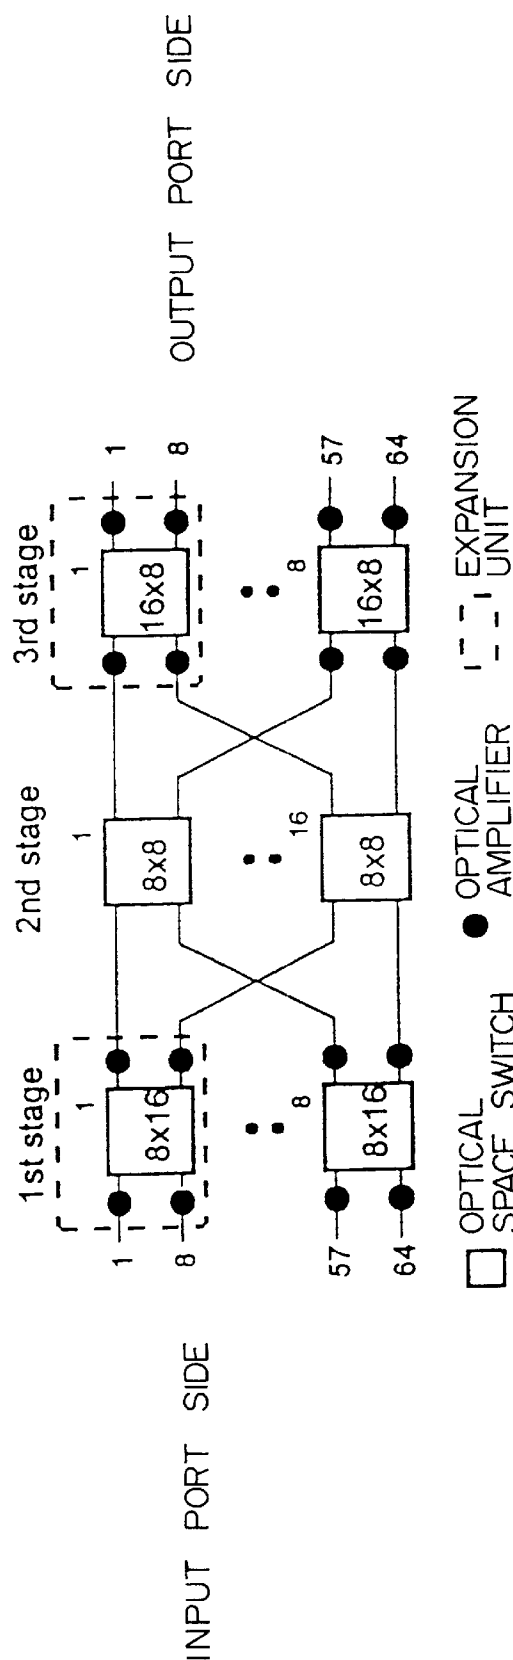 INPUT PORT SIDE
OUTPUT PORT SIDE
1st stage
2nd stage
3rd stage
1
1
1
1
8x16
8x8
16x8
1
8
8
8
16
8
57
8x16
8x8
16x8
57
64
64
OPTICAL
SPACE SWITCH
OPTICAL
AMPLIFIER
EXPANSION
UNIT